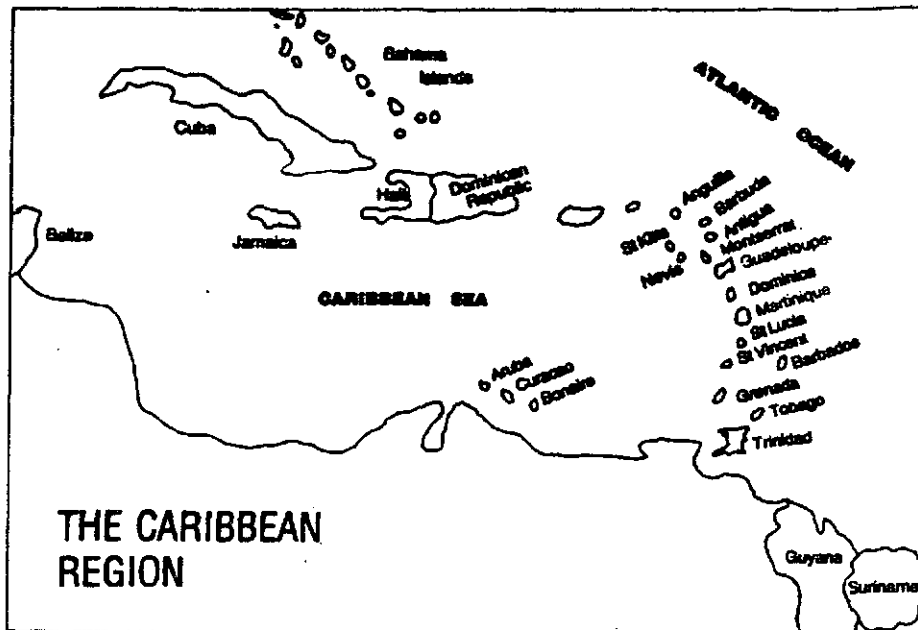 Bahama
Islands
ATLANTIC OCEAN
Cuba
Haiti
Dominican
Republic
Anguilla
Barbuda
St Kitts
Antigua
Montserrat
Belize
Jamaica
Nevis
Guadeloupe
Dominica
CARIBBEAN SEA
Martinique
St Lucia
St Vincent
Barbados
Aruba
Curacao
Bonaire
Grenada
Tobago
Trinidad
THE CARIBBEAN
REGION
Guyana
Suriname